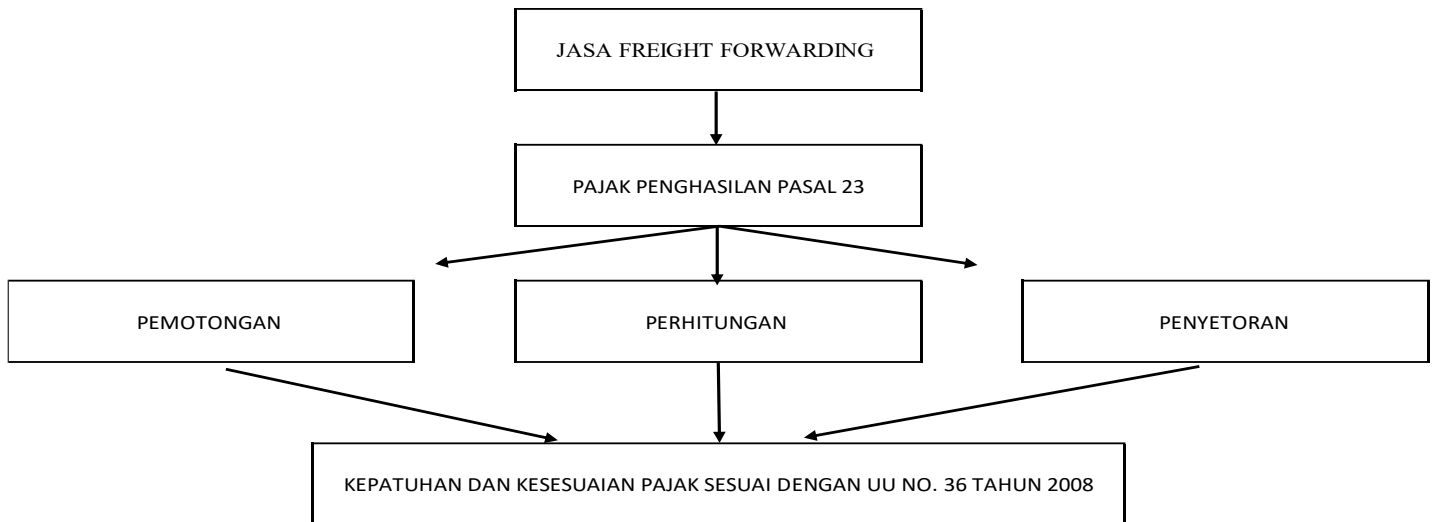 JASA FREIGHT FORWARDING
PAJAK PENGHASILAN PASAL 23
PEMOTONGAN
PERHITUNGAN
PENYETORAN
KEPATUHAN DAN KESESUAIAN PAJAK SESUAI DENGAN UU NO. 36 TAHUN 2008